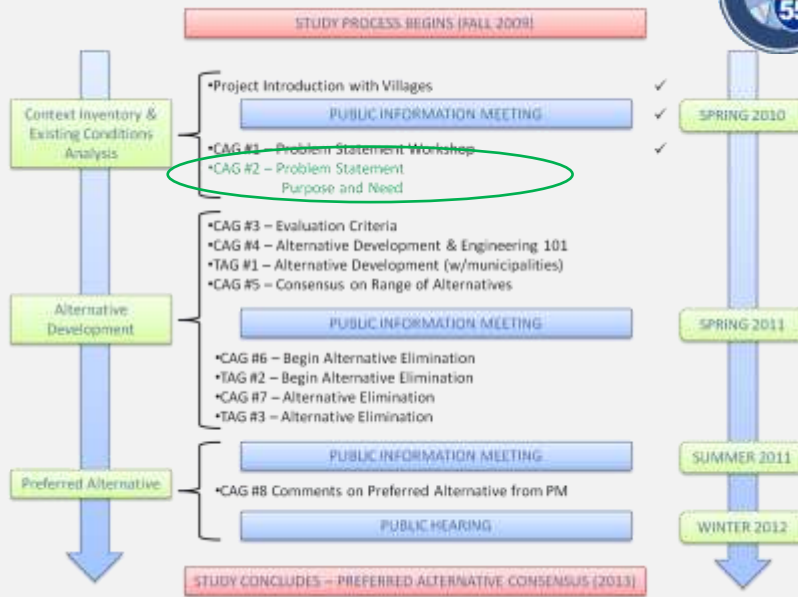 STUDY PROCESS BEGINS (FALL 2009)
55
•Project Introduction with Villages ✓
Context Inventory &
Existing Conditions
Analysis
PUBLIC INFORMATION MEETING ✓
SPRING 2010
•CAG #1 – Problem Statement Workshop ✓
•CAG #2 – Problem Statement
Purpose and Need
•CAG #3 – Evaluation Criteria
•CAG #4 – Alternative Development & Engineering 101
•TAG #1 – Alternative Development (w/municipalities)
•CAG #5 – Consensus on Range of Alternatives
Alternative
Development
PUBLIC INFORMATION MEETING
SPRING 2011
•CAG #6 – Begin Alternative Elimination
•TAG #2 – Begin Alternative Elimination
•CAG #7 – Alternative Elimination
•TAG #3 – Alternative Elimination
PUBLIC INFORMATION MEETING
SUMMER 2011
Preferred Alternative
•CAG #8 Comments on Preferred Alternative from PM
PUBLIC HEARING
WINTER 2012
STUDY CONCLUDES – PREFERRED ALTERNATIVE CONSENSUS (2013)